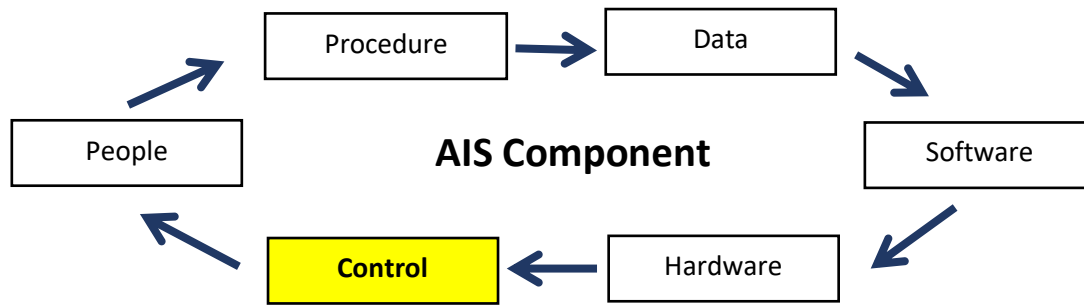 Procedure
Data
People
AIS Component
Software
Control
Hardware